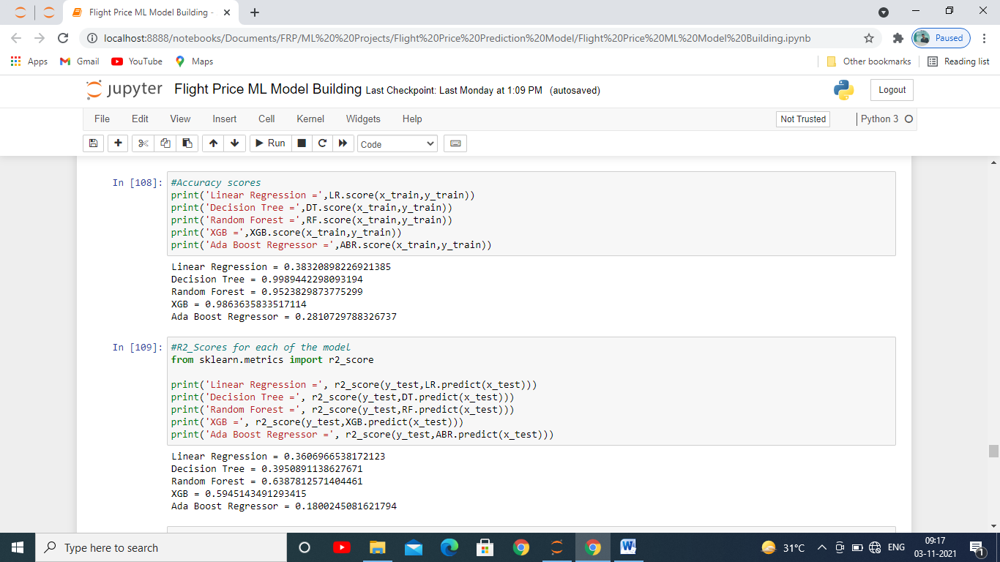 Flight Price ML Model Building -
localhost:8888/notebooks/Documents/FRP/ML%20%20Projects/Flight%20Price%20Prediction%20Model/Flight%20Price%20ML%20Model%20Building.ipynb
Paused
Apps
Gmail
YouTube
Maps
Other bookmarks
Reading list
jupyter
Flight Price ML Model Building Last Checkpoint: Last Monday at 1:09 PM (autosaved)
Logout
File Edit View Insert Cell Kernel Widgets Help
Not Trusted
Python 3
Run
Code
In [108]:
#Accuracy scores
print('Linear Regression =',LR.score(x_train,y_train))
print('Decision Tree =',DT.score(x_train,y_train))
print('Random Forest =',RF.score(x_train,y_train))
print('XGB =',XGB.score(x_train,y_train))
print('Ada Boost Regressor =',ABR.score(x_train,y_train))
Linear Regression = 0.38320898226921385
Decision Tree = 0.9989442298093194
Random Forest = 0.9523829873775299
XGB = 0.9863635833517114
Ada Boost Regressor = 0.2810729788326737
In [109]:
#R2_Scores for each of the model
from sklearn.metrics import r2_score
print('Linear Regression =', r2_score(y_test,LR.predict(x_test)))
print('Decision Tree =', r2_score(y_test,DT.predict(x_test)))
print('Random Forest =', r2_score(y_test,RF.predict(x_test)))
print('XGB =', r2_score(y_test,XGB.predict(x_test)))
print('Ada Boost Regressor =', r2_score(y_test,ABR.predict(x_test)))
Linear Regression = 0.3606966538172123
Decision Tree = 0.3950891138627671
Random Forest = 0.6387812571404461
XGB = 0.5945143491293415
Ada Boost Regressor = 0.1800245081621794
Type here to search
31°C
ENG
09:17
03-11-2021
1